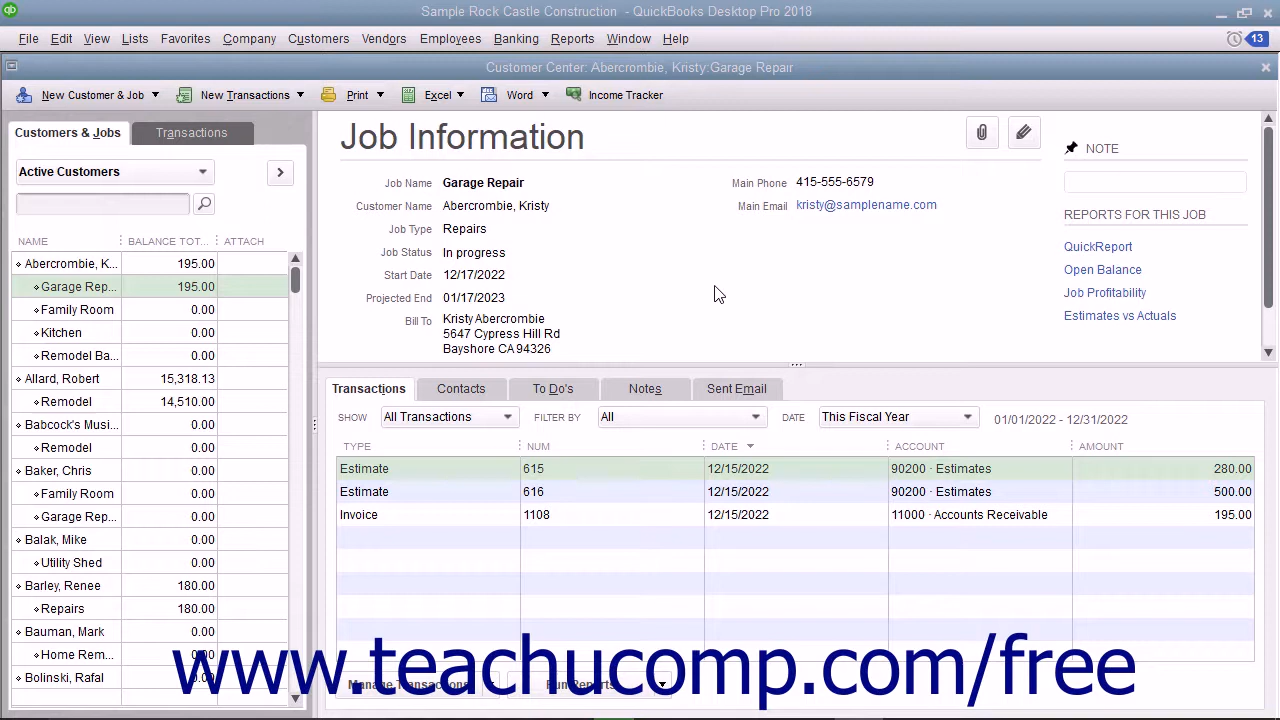 qb Sample Rock Castle Construction - QuickBooks Desktop Pro 2018
File Edit View Lists Favorites Company Customers Vendors Employees Banking Reports Window Help 13
Customer Center: Abercrombie, Kristy:Garage Repair
New Customer & Job New Transactions Print Excel Word Income Tracker
Customers & Jobs Transactions
Active Customers
NAME BALANCE TOT... ATTACH
Abercrombie, K... 195.00
Garage Rep... 195.00
Family Room 0.00
Kitchen 0.00
Remodel Ba... 0.00
Allard, Robert 15,318.13
Remodel 14,510.00
Babcock's Musi... 0.00
Remodel 0.00
Baker, Chris 0.00
Family Room 0.00
Garage Rep... 0.00
Balak, Mike 0.00
Utility Shed 0.00
Barley, Renee 180.00
Repairs 180.00
Bauman, Mark 0.00
Home Rem... 0.00
Bolinski, Rafal 0.00
Job Information
Job Name Garage Repair
Customer Name Abercrombie, Kristy
Job Type Repairs
Job Status In progress
Start Date 12/17/2022
Projected End 01/17/2023
Bill To Kristy Abercrombie
5647 Cypress Hill Rd
Bayshore CA 94326
Main Phone 415-555-6579
Main Email kristy@samplename.com
NOTE
REPORTS FOR THIS JOB
QuickReport
Open Balance
Job Profitability
Estimates vs Actuals
Transactions Contacts To Do's Notes Sent Email
SHOW All Transactions FILTER BY All DATE This Fiscal Year 01/01/2022 - 12/31/2022
TYPE NUM DATE ACCOUNT AMOUNT
Estimate 615 12/15/2022 90200 · Estimates 280.00
Estimate 616 12/15/2022 90200 · Estimates 500.00
Invoice 1108 12/15/2022 11000 · Accounts Receivable 195.00
Manage Transactions Run Reports
www.teachucomp.com/free